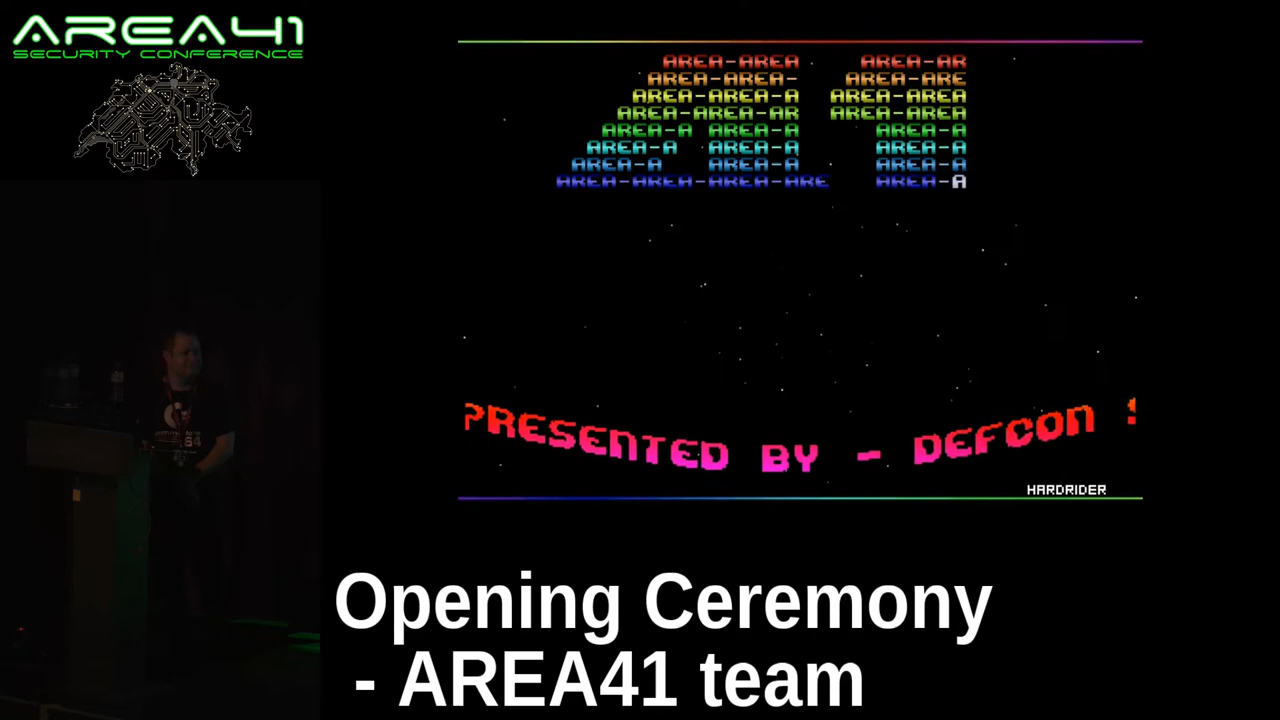 AREA41
SECURITY CONFERENCE
AREA-AREA AREA-AR
AREA-AREA- AREA-ARE
AREA-AREA-A AREA-AREA
AREA-AREA-AR AREA-AREA
AREA-A AREA-A AREA-A
AREA-A AREA-A AREA-A
AREA-A AREA-A AREA-A
AREA-AREA-AREA-ARE AREA-A
PRESENTED BY - DEFCON
HARDRIDER
64
Opening Ceremony
- AREA41 team